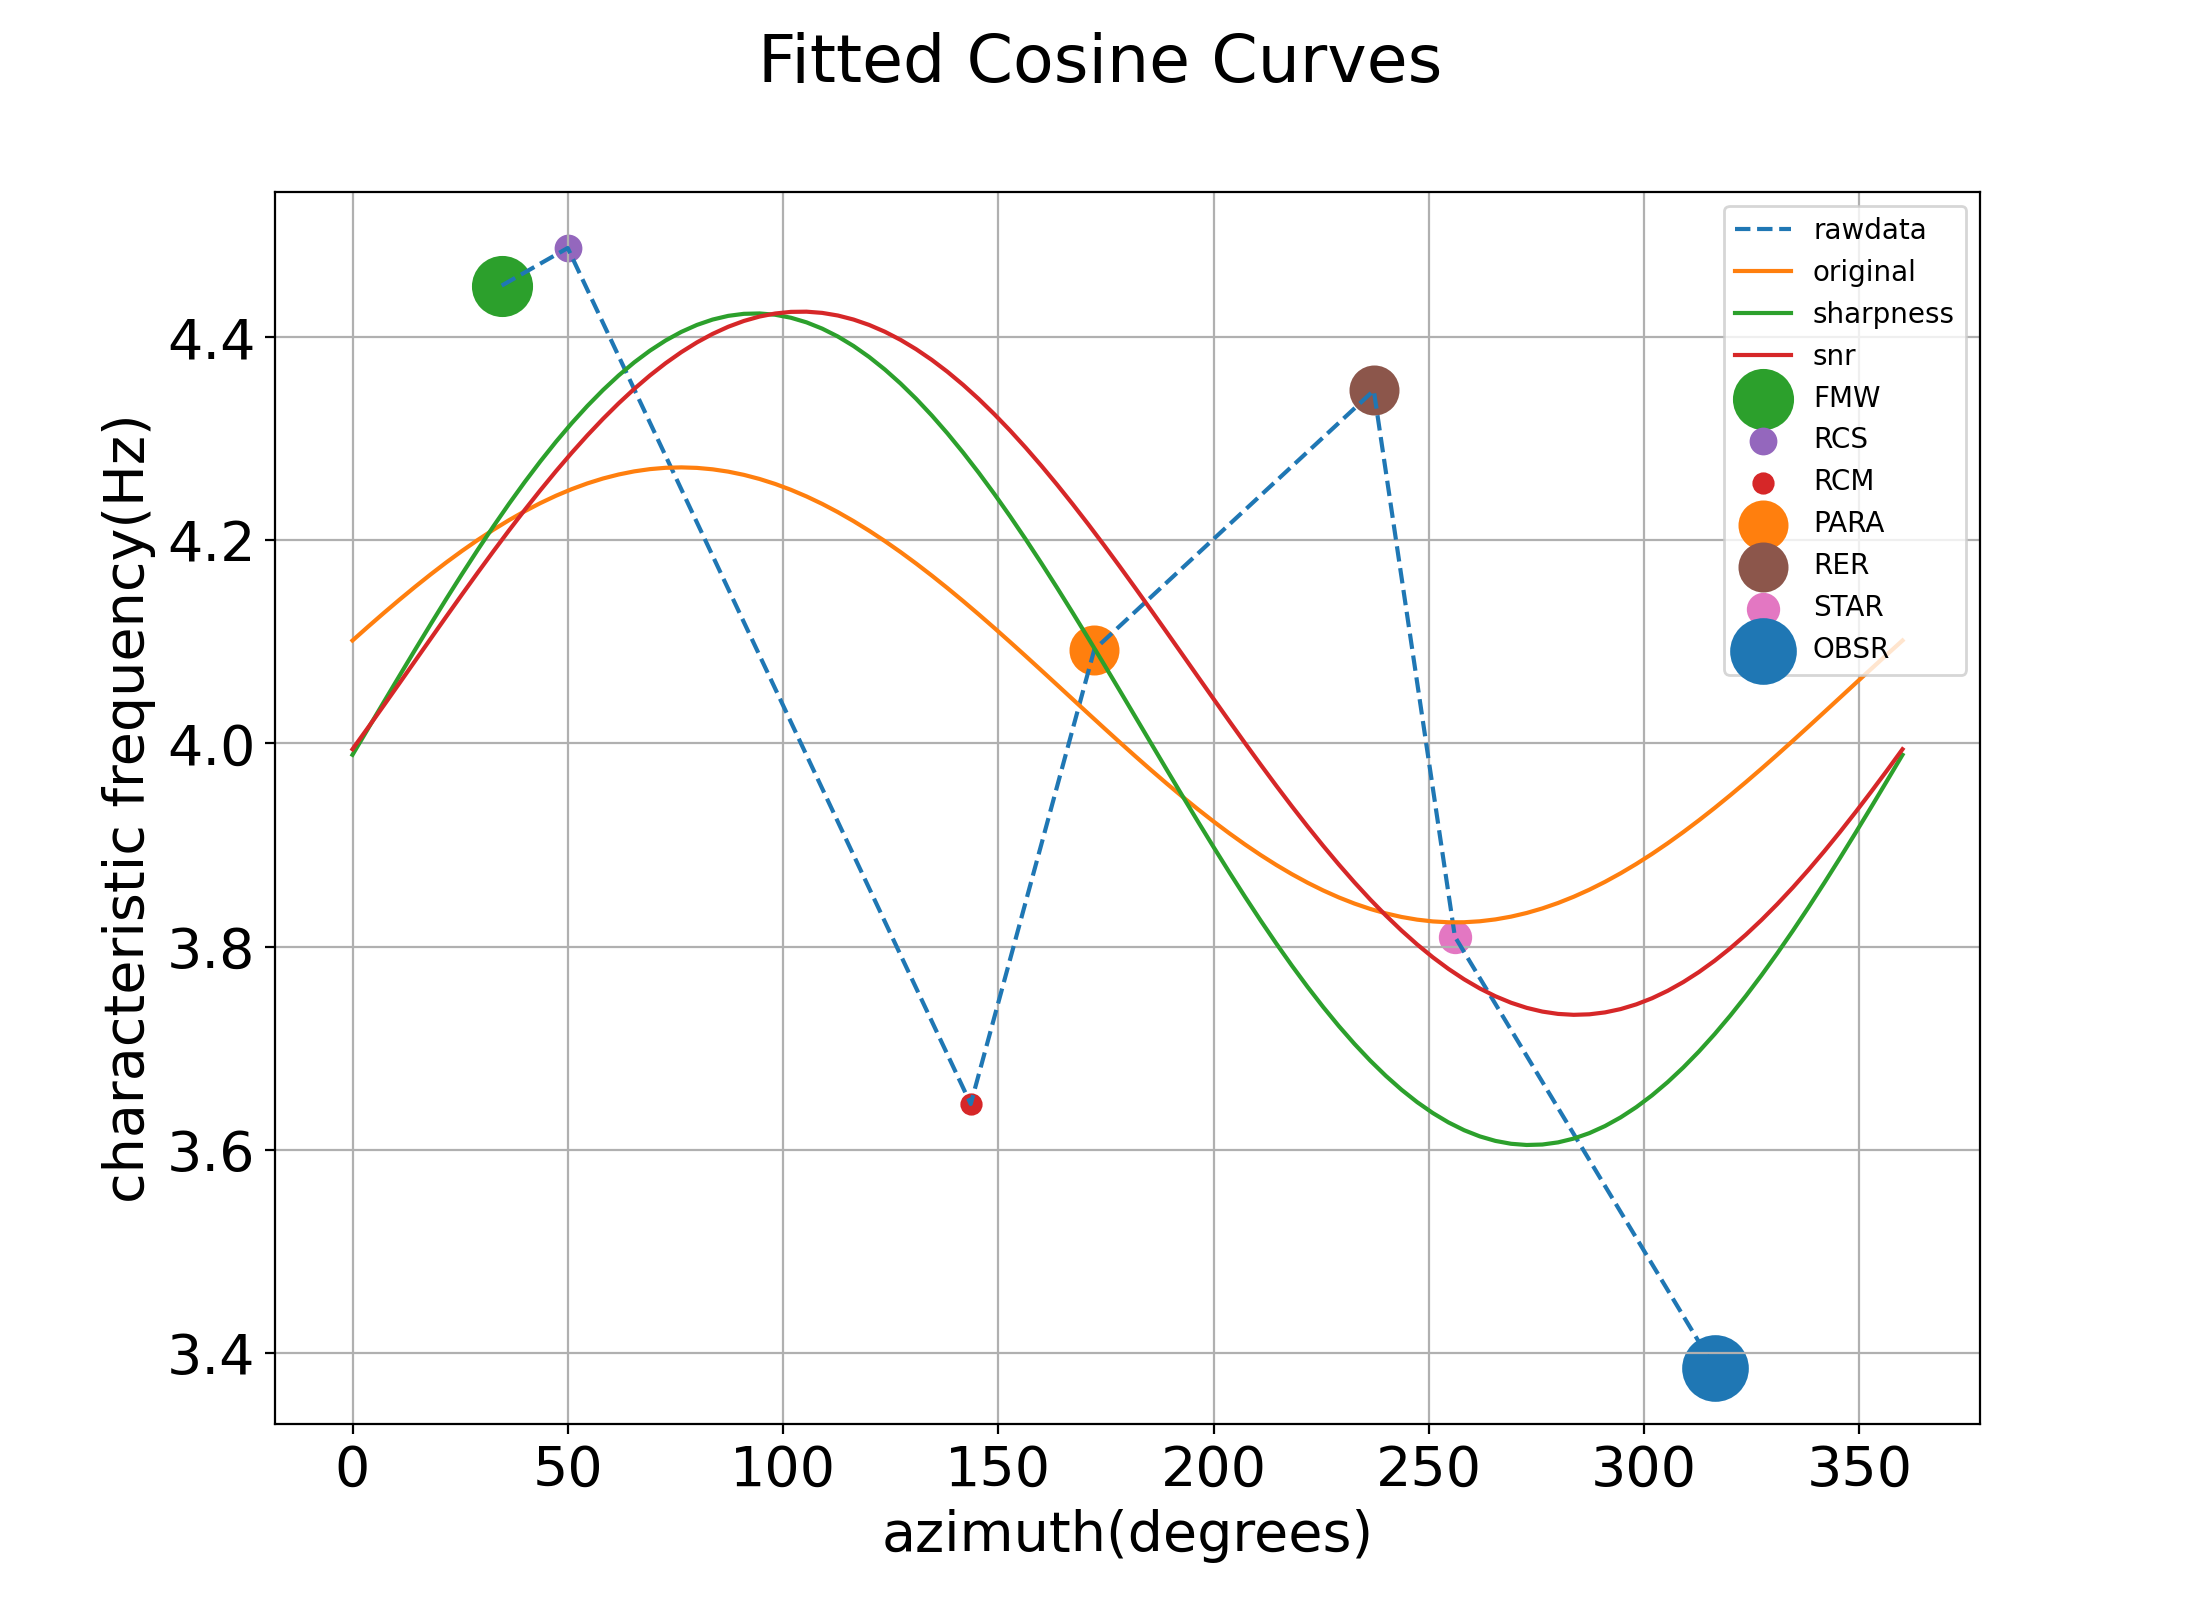 Fitted Cosine Curves
rawdata
original
sharpness
snr
FMW
RCS
RCM
PARA
RER
STAR
OBSR
characteristic frequency(Hz)
4.4
4.2
4.0
3.8
3.6
3.4
0 50 100 150 200 250 300 350
azimuth(degrees)